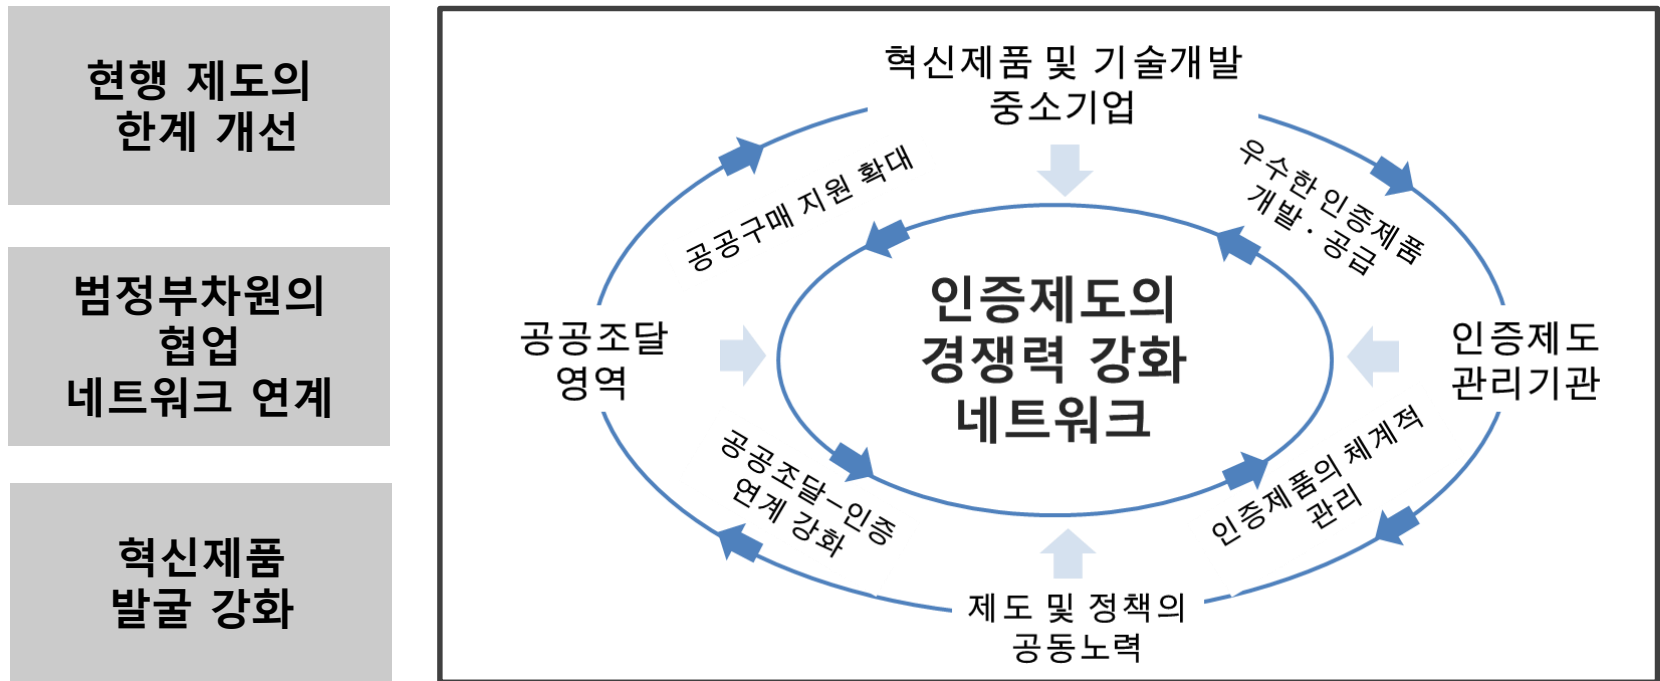 현행 제도의
한계 개선
범정부차원의
협업
네트워크 연계
혁신제품
발굴 강화
혁신제품 및 기술개발
중소기업
공공구매 지원 확대
우수한 인증제품
개발·공급
인증제도의
경쟁력 강화
네트워크
공공조달
영역
인증제도
관리기관
공공조달-인증
연계 강화
인증제품의 체계적
관리
제도 및 정책의
공동노력